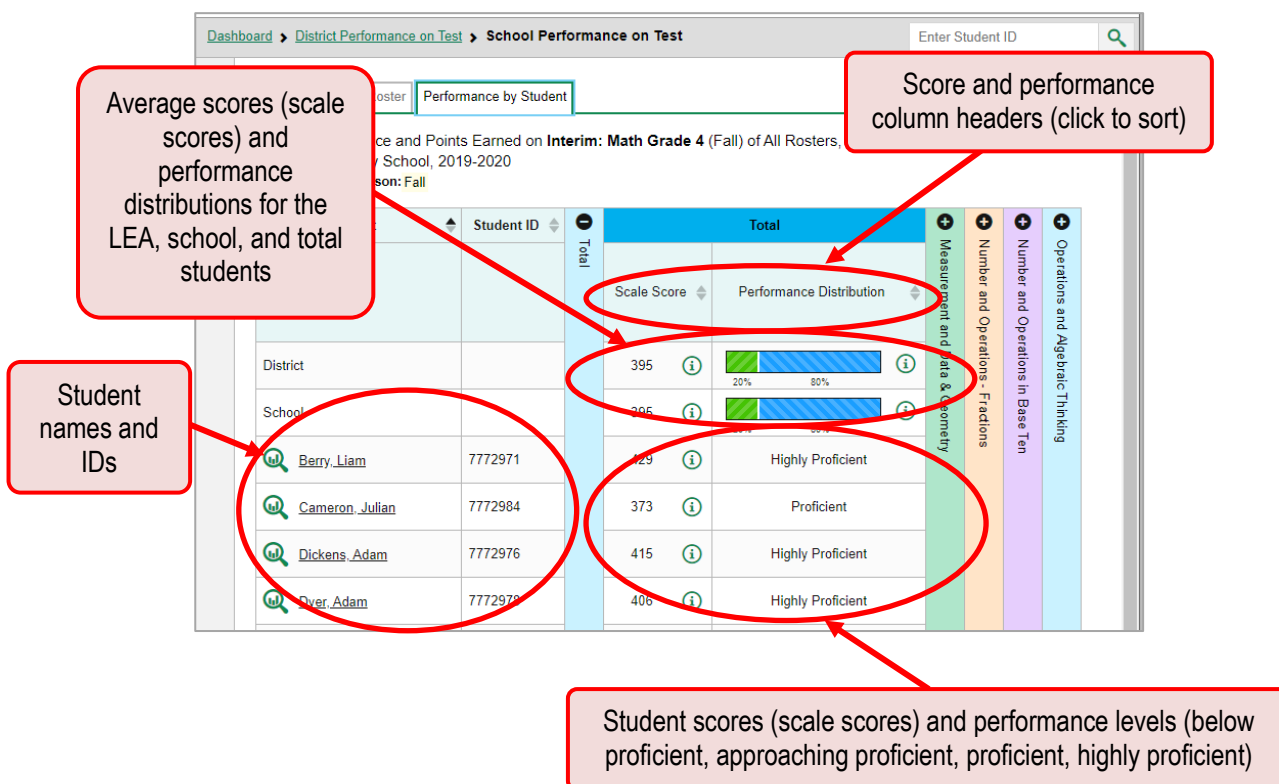 Dashboard > District Performance on Test > School Performance on Test
Enter Student ID
Average scores (scale
scores) and
performance
distributions for the
LEA, school, and total
students
Score and performance
column headers (click to sort)
Performance by Student
and Points Earned on Interim: Math Grade 4 (Fall) of All Rosters,
School, 2019-2020
Fall
Student ID
Total
Total
Scale Score
Performance Distribution
Measurement and Data & Geometry
Number and Operations - Fractions
Number and Operations in Base Ten
Operations and Algebraic Thinking
District 395
20% 80%
School 395
Student
names and
IDs
Berry, Liam 7772971 429 Highly Proficient
Cameron, Julian 7772984 373 Proficient
Dickens, Adam 7772976 415 Highly Proficient
Dyer, Adam 406 Highly Proficient
Student scores (scale scores) and performance levels (below
proficient, approaching proficient, proficient, highly proficient)